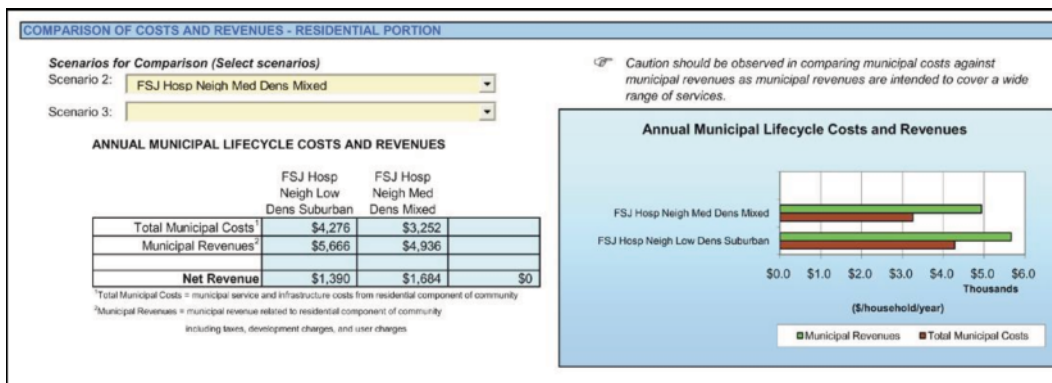 COMPARISON OF COSTS AND REVENUES - RESIDENTIAL PORTION
Scenarios for Comparison (Select scenarios)
Scenario 2: FSJ Hosp Neigh Med Dens Mixed
Scenario 3:
☞ Caution should be observed in comparing municipal costs against
municipal revenues as municipal revenues are intended to cover a wide
range of services.
ANNUAL MUNICIPAL LIFECYCLE COSTS AND REVENUES
FSJ Hosp FSJ Hosp
Neigh Low Neigh Med
Dens Suburban Dens Mixed
Total Municipal Costs¹ $4,276 $3,252
Municipal Revenues² $5,666 $4,936
Net Revenue $1,390 $1,684 $0
¹Total Municipal Costs = municipal service and infrastructure costs from residential component of community
²Municipal Revenues = municipal revenue related to residential component of community
including taxes, development charges, and user charges
Annual Municipal Lifecycle Costs and Revenues
FSJ Hosp Neigh Med Dens Mixed
FSJ Hosp Neigh Low Dens Suburban
$0.0 $1.0 $2.0 $3.0 $4.0 $5.0 $6.0
Thousands
($/household/year)
Municipal Revenues Total Municipal Costs